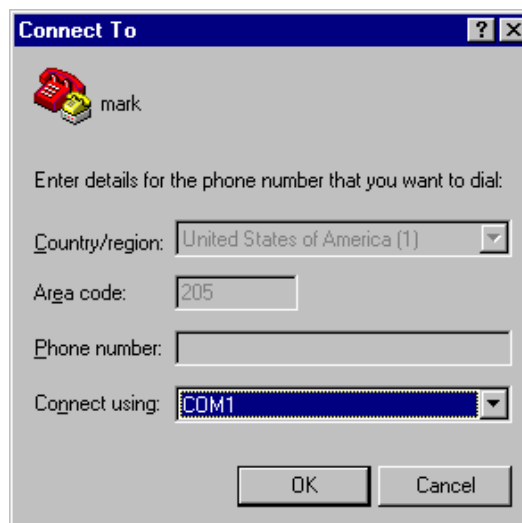 Connect To
mark
Enter details for the phone number that you want to dial:
Country/region: United States of America (1)
Area code: 205
Phone number:
Connect using: COM1
OK Cancel